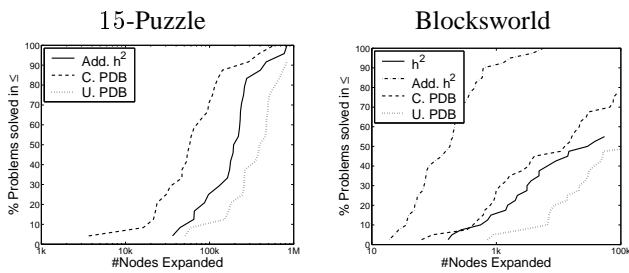 15-Puzzle
Blocksworld
% Problems solved in ≤
100
90
80
70
60
50
40
30
20
10
0
Add. h²
C. PDB
U. PDB
1k
10k
100k
1M
#Nodes Expanded
% Problems solved in ≤
100
90
80
70
60
50
40
30
20
10
0
h²
Add. h²
C. PDB
U. PDB
10
1k
100k
#Nodes Expanded